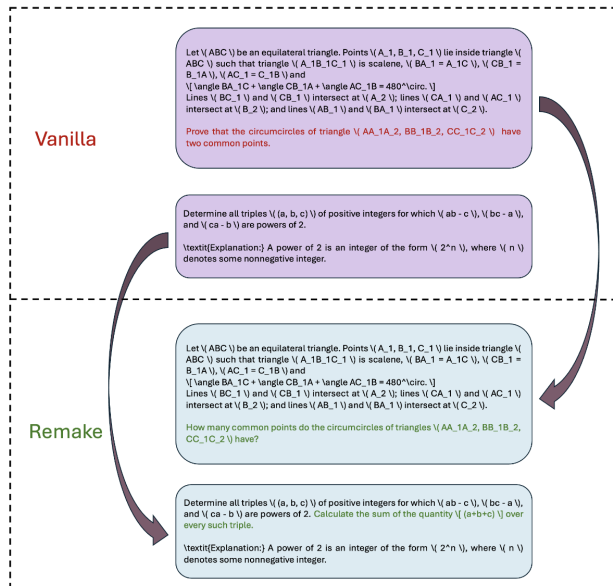 Let \( ABC \) be an equilateral triangle. Points \( A_1, B_1, C_1 \) lie inside triangle \(
ABC \) such that triangle \( A_1B_1C_1 \) is scalene, \( BA_1 = A_1C \), \( CB_1 =
B_1A \), \( AC_1 = C_1B \) and
\[ \angle BA_1C + \angle CB_1A + \angle AC_1B = 480^\circ. \]
Lines \( BC_1 \) and \( CB_1 \) intersect at \( A_2 \); lines \( CA_1 \) and \( AC_1 \)
intersect at \( B_2 \); and lines \( AB_1 \) and \( BA_1 \) intersect at \( C_2 \).
Prove that the circumcircles of triangle \( AA_1A_2, BB_1B_2, CC_1C_2 \) have
two common points.
Vanilla
Determine all triples \( (a, b, c) \) of positive integers for which \( ab - c \), \( bc - a \),
and \( ca - b \) are powers of 2.
\textit{Explanation:} A power of 2 is an integer of the form \( 2^n \), where \( n \)
denotes some nonnegative integer.
Let \( ABC \) be an equilateral triangle. Points \( A_1, B_1, C_1 \) lie inside triangle \(
ABC \) such that triangle \( A_1B_1C_1 \) is scalene, \( BA_1 = A_1C \), \( CB_1 =
B_1A \), \( AC_1 = C_1B \) and
\[ \angle BA_1C + \angle CB_1A + \angle AC_1B = 480^\circ. \]
Lines \( BC_1 \) and \( CB_1 \) intersect at \( A_2 \); lines \( CA_1 \) and \( AC_1 \)
intersect at \( B_2 \); and lines \( AB_1 \) and \( BA_1 \) intersect at \( C_2 \).
How many common points do the circumcircles of triangles \( AA_1A_2, BB_1B_2,
CC_1C_2 \) have?
Remake
Determine all triples \( (a, b, c) \) of positive integers for which \( ab - c \), \( bc - a \),
and \( ca - b \) are powers of 2. Calculate the sum of the quantity \[ (a+b+c) \] over
every such triple.
\textit{Explanation:} A power of 2 is an integer of the form \( 2^n \), where \( n \)
denotes some nonnegative integer.